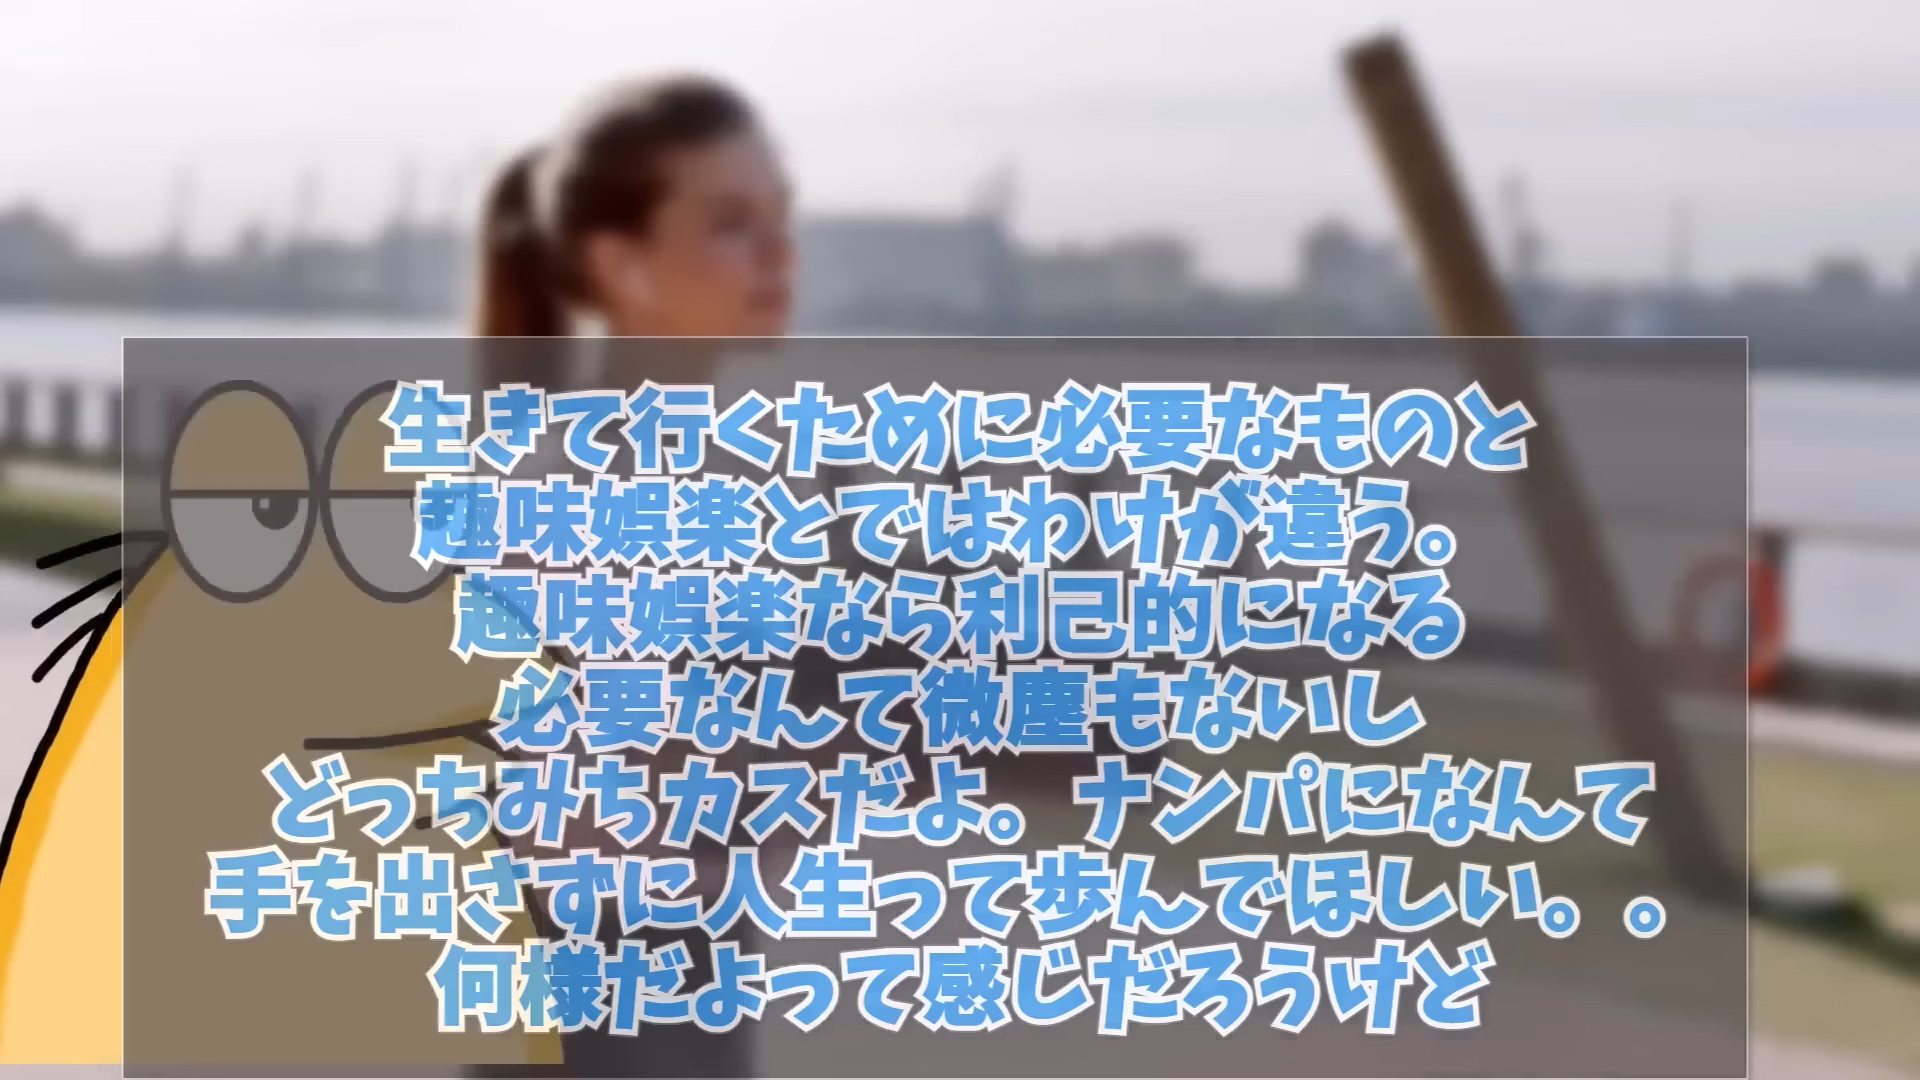 生きて行くために必要なものと
趣味娯楽とではわけが違う。
趣味娯楽なら利己的になる
必要なんて微塵もないし
どっちみちカスだよ。ナンパになんて
手を出さずに人生って歩んでほしい。。
何様だよって感じだろうけど